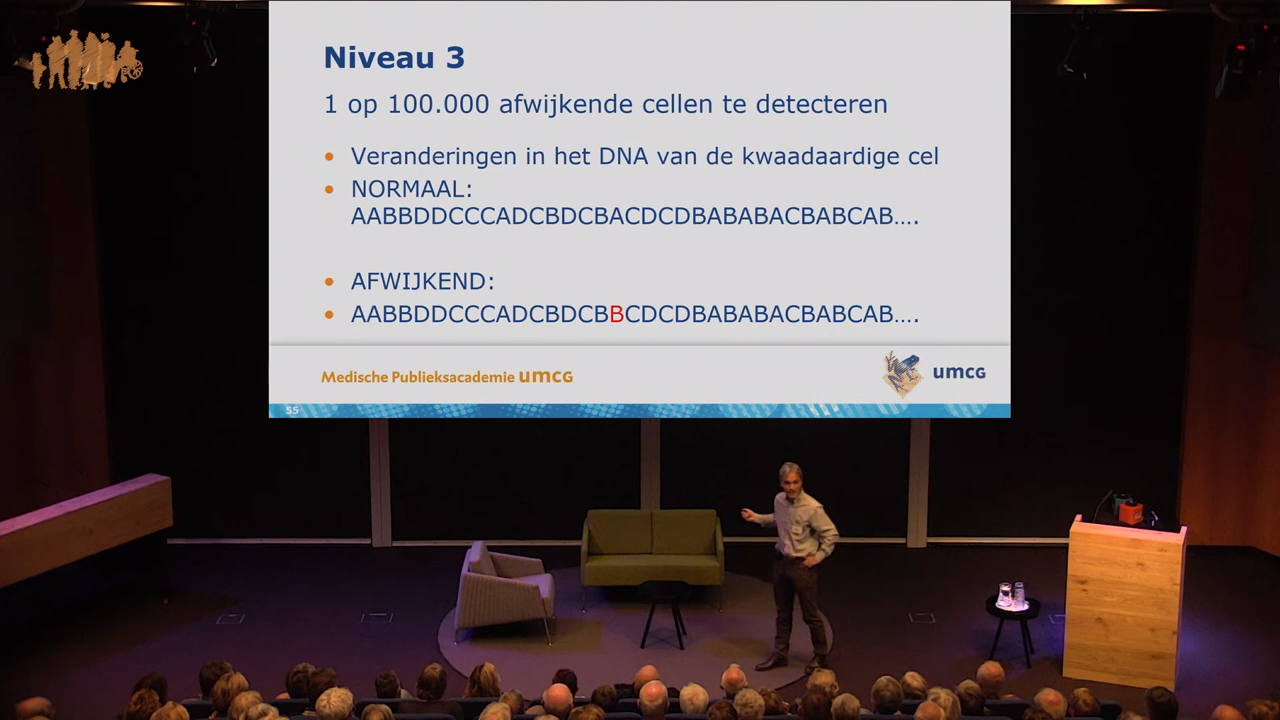 Niveau 3
1 op 100.000 afwijkende cellen te detecteren
• Veranderingen in het DNA van de kwaadaardige cel
• NORMAAL:
AABBDDCCCADCBDCBACDCDBABABACBABCAB....
• AFWIJKEND:
• AABBDDCCCADCBDCBBCDCDBABABACBABCAB....
Medische Publieksacademie umcg
umcg
55